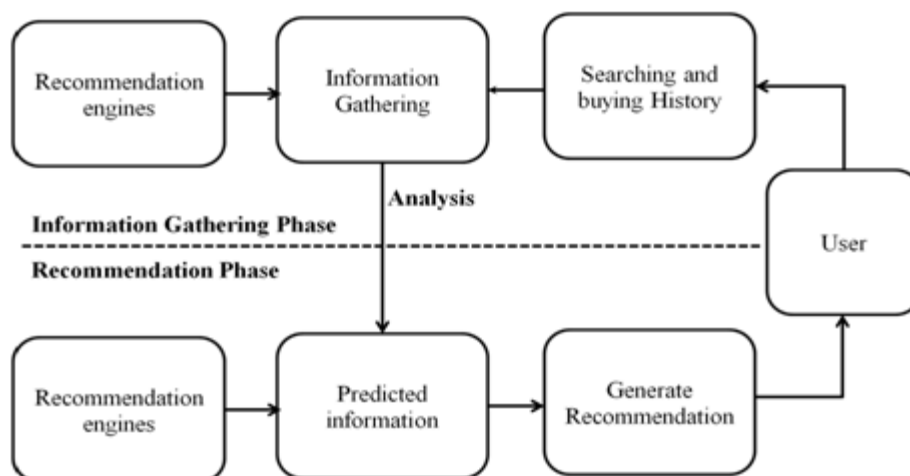 Recommendation
engines
Information
Gathering
Searching and
buying History
Analysis
Information Gathering Phase
User
Recommendation Phase
Recommendation
engines
Predicted
information
Generate
Recommendation